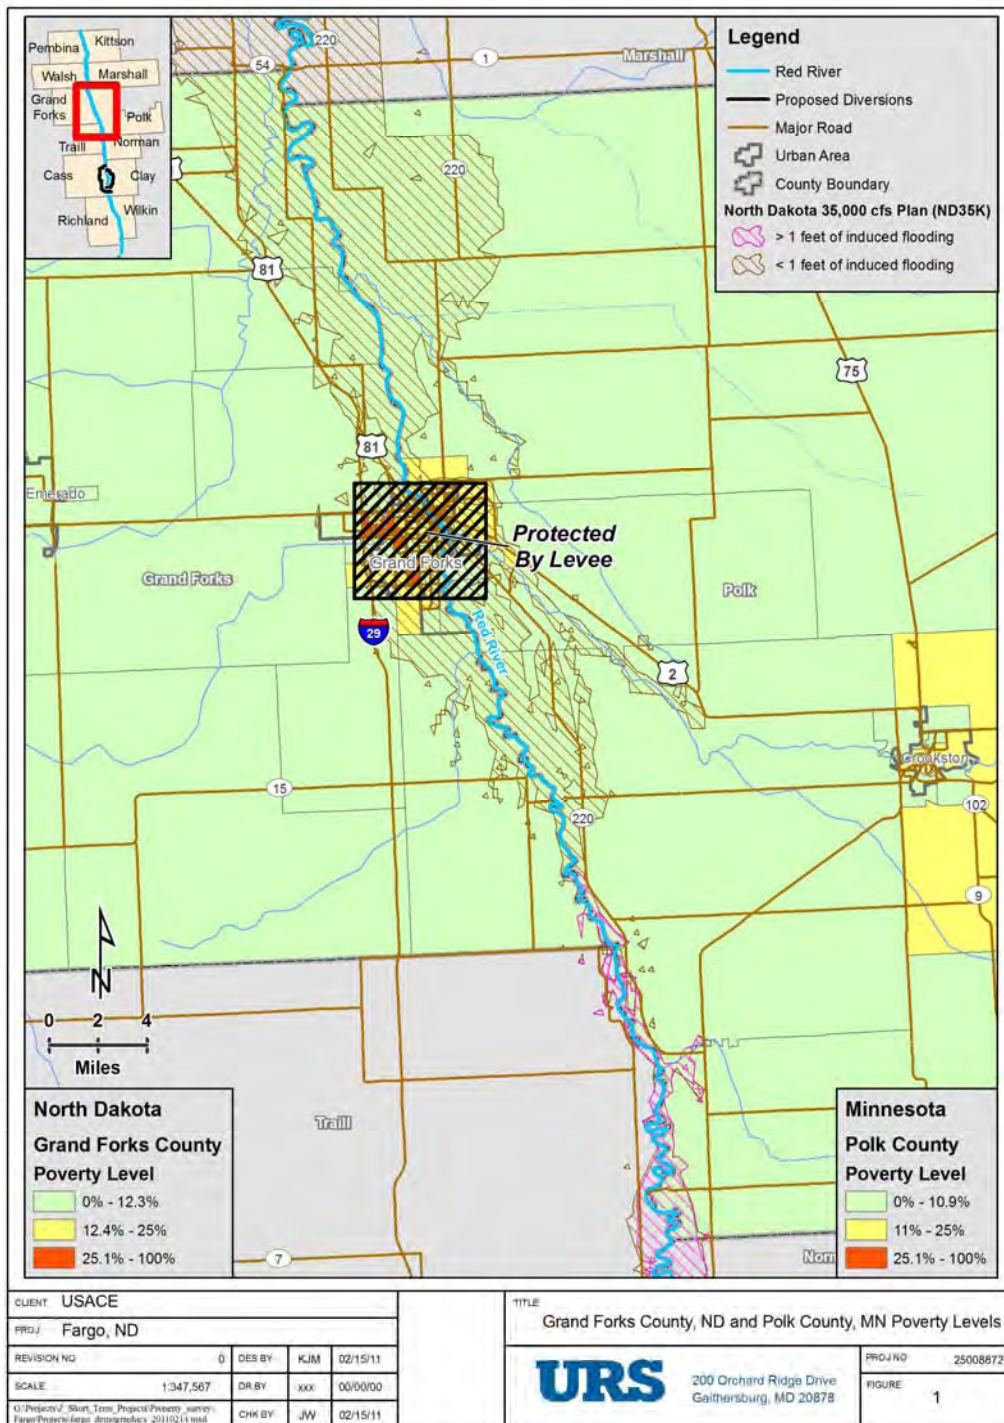 Pembina
Kittson
Walsh
Marshall
Grand
Forks
Polk
Traill
Norman
Cass
Clay
Richland
Wilkin
220
54
1
Marshall
Legend
Red River
Proposed Diversions
Major Road
Urban Area
County Boundary
North Dakota 35,000 cfs Plan (ND35K)
> 1 feet of induced flooding
< 1 feet of induced flooding
220
81
75
81
Emerado
Protected
By Levee
Grand Forks
Grand Forks
Polk
29
Red River
2
Crookston
15
220
102
9
N
0 2 4
Miles
Traill
7
North Dakota
Grand Forks County
Poverty Level
0% - 12.3%
12.4% - 25%
25.1% - 100%
Minnesota
Polk County
Poverty Level
0% - 10.9%
11% - 25%
25.1% - 100%
CLIENT USACE
PROJ Fargo, ND
REVISION NO 0 DES BY KJM 02/15/11
SCALE 1:347,567 DR BY xxx 00/00/00
CHK BY JW 02/15/11
TITLE
Grand Forks County, ND and Polk County, MN Poverty Levels
URS
200 Orchard Ridge Drive
Gaithersburg, MD 20878
PROJ NO 25008672
FIGURE
1